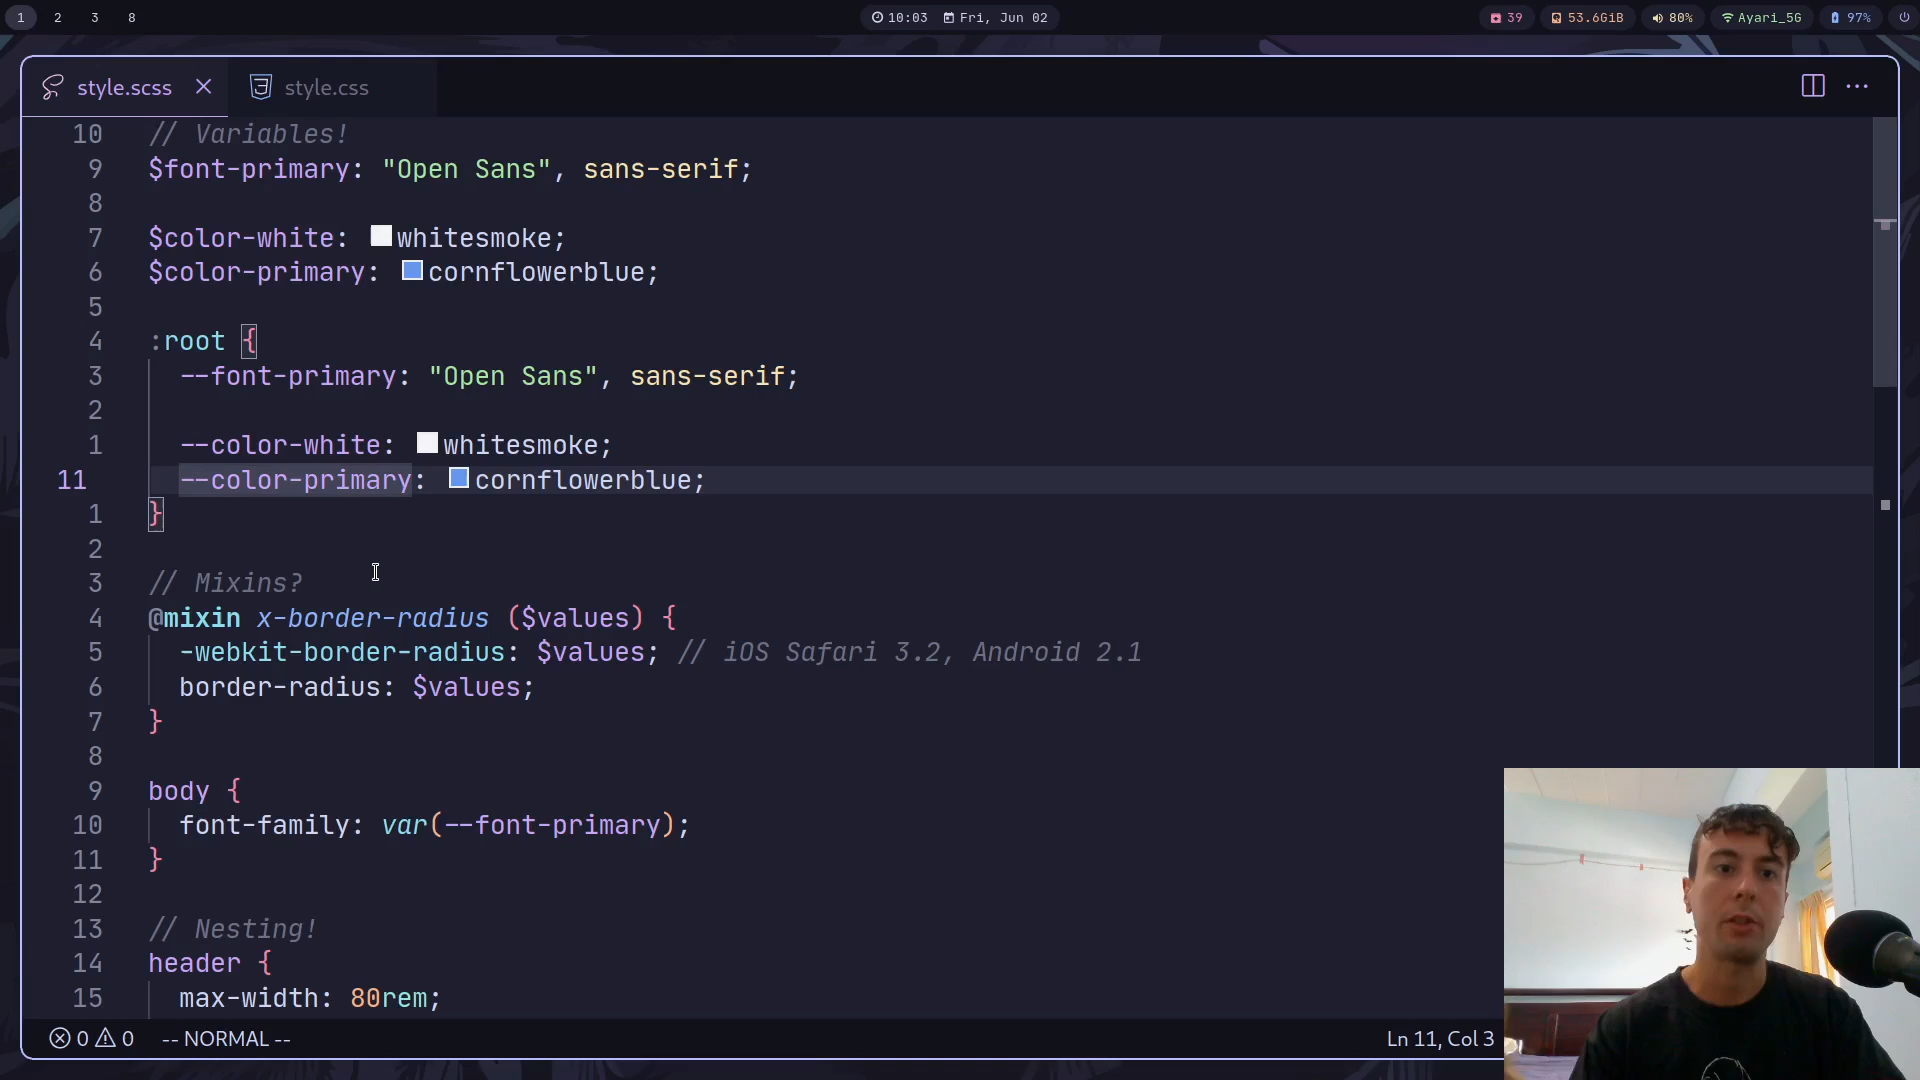 1 2 3 8 10:03 Fri, Jun 02 39 53.6GiB 80% Ayari_5G 97%
style.scss style.css
10 // Variables!
9 $font-primary: "Open Sans", sans-serif;
8
7 $color-white: whitesmoke;
6 $color-primary: cornflowerblue;
5
4 :root {
3 --font-primary: "Open Sans", sans-serif;
2
1 --color-white: whitesmoke;
11 --color-primary: cornflowerblue;
1 }
2
3 // Mixins?
4 @mixin x-border-radius ($values) {
5 -webkit-border-radius: $values; // iOS Safari 3.2, Android 2.1
6 border-radius: $values;
7 }
8
9 body {
10 font-family: var(--font-primary);
11 }
12
13 // Nesting!
14 header {
15 max-width: 80rem;
0 0 -- NORMAL -- Ln 11, Col 3